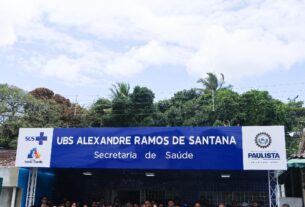 SUS
UBS ALEXANDRE RAMOS DE SANTANA
Secretaria de Saúde
PAULISTA